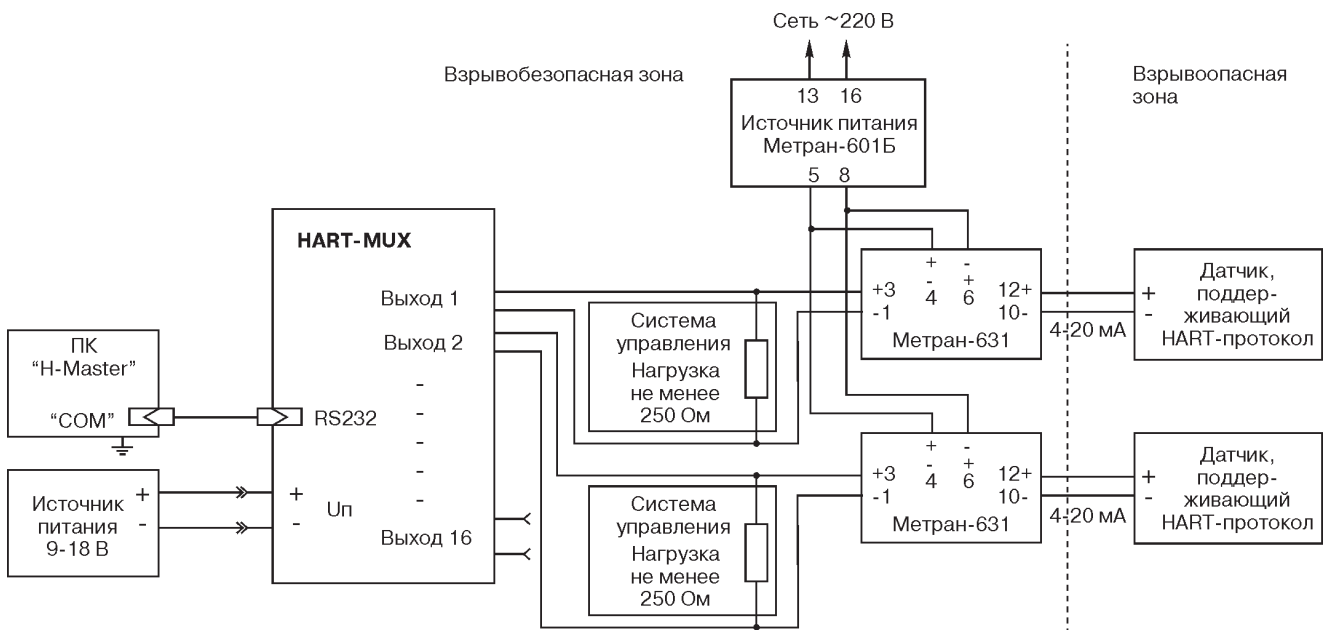 Сеть ~220 В
Взрывобезопасная зона
Взрывоопасная
зона
13 16
Источник питания
Метран-601Б
5 8
HART-MUX
Выход 1
Выход 2
-
-
-
-
-
Выход 16
RS232
+
-
Uп
ПК
“H-Master”
“COM”
Источник
питания
9-18 В
+
-
Система
управления
Нагрузка
не менее
250 Ом
+ -
- +
+3 4 6 12+
-1 10-
Метран-631
4-20 мА
+
-
Датчик,
поддер-
живающий
HART-протокол
Система
управления
Нагрузка
не менее
250 Ом
+ -
- +
+3 4 6 12+
-1 10-
Метран-631
4-20 мА
+
-
Датчик,
поддер-
живающий
HART-протокол